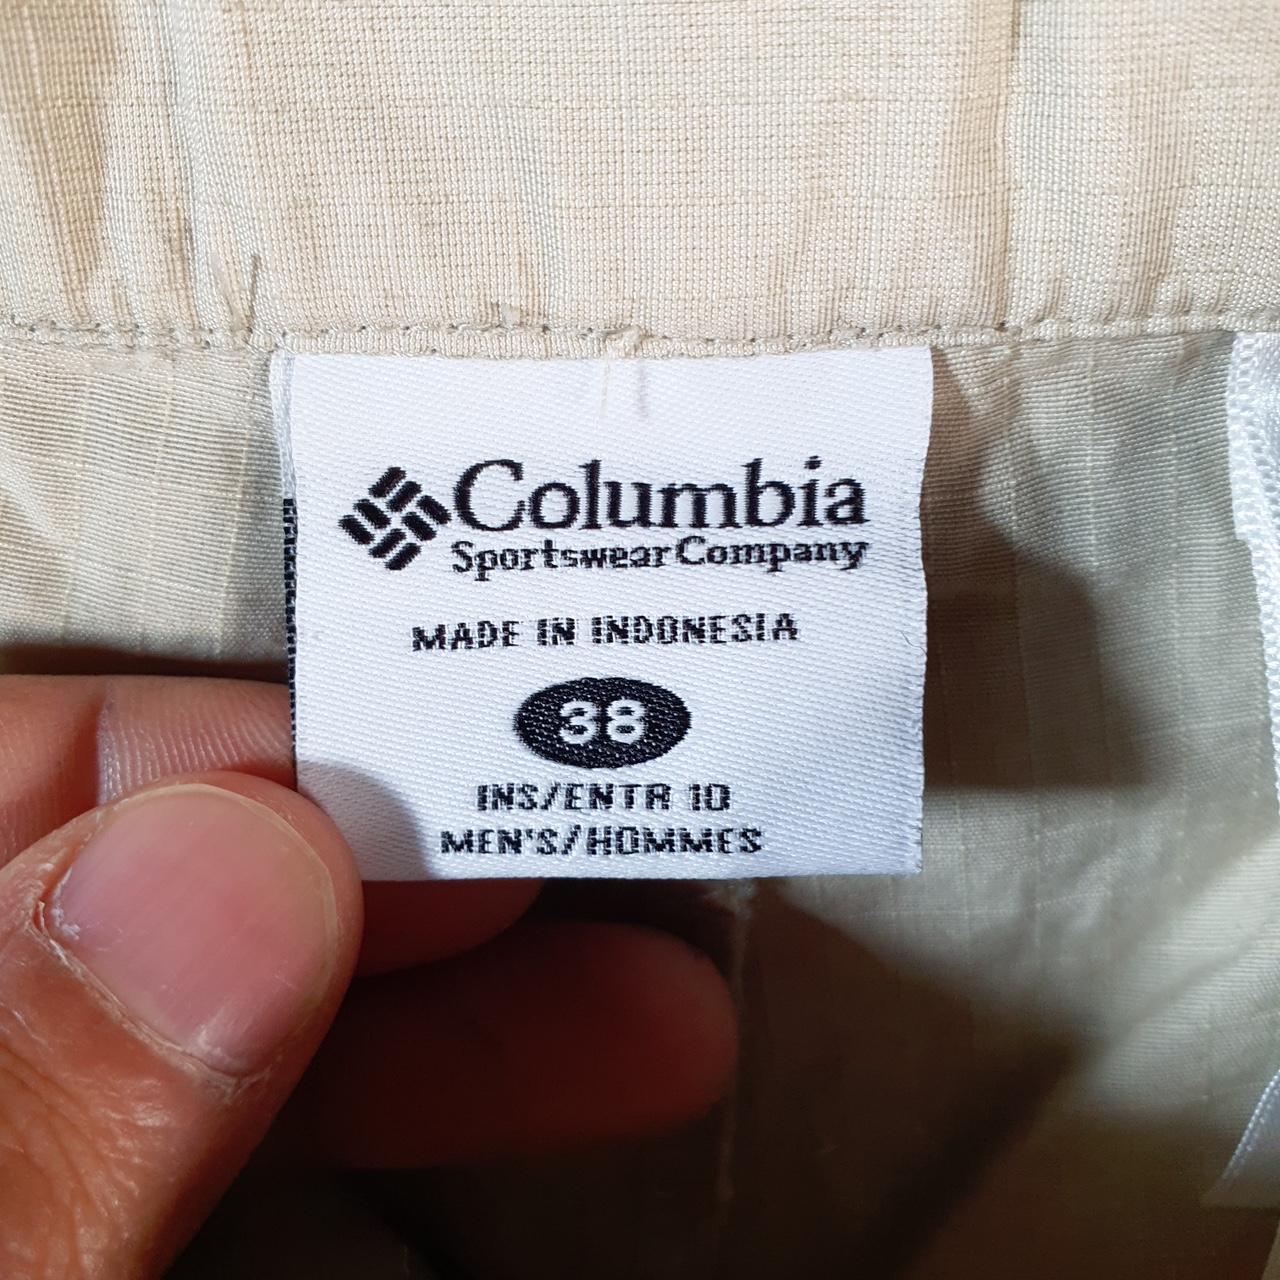 Columbia
Sportswear Company
MADE IN INDONESIA
38
INS/ENTR 10
MEN'S/HOMMES